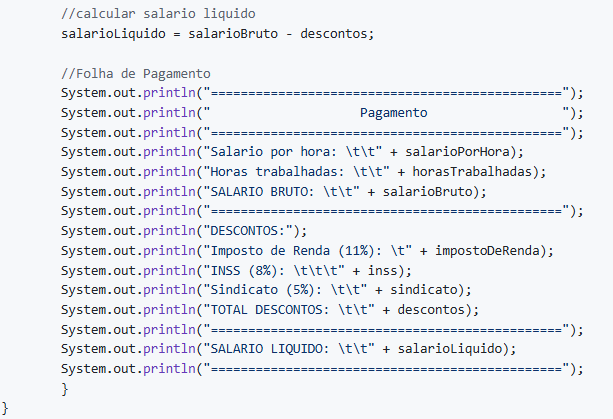 //calcular salario liquido
salarioLiquido = salarioBruto - descontos;
//Folha de Pagamento
System.out.println("===============================================");
System.out.println("                    Pagamento                  ");
System.out.println("===============================================");
System.out.println("Salario por hora: \t\t" + salarioPorHora);
System.out.println("Horas trabalhadas: \t\t" + horasTrabalhadas);
System.out.println("SALARIO BRUTO: \t\t" + salarioBruto);
System.out.println("===============================================");
System.out.println("DESCONTOS:");
System.out.println("Imposto de Renda (11%): \t" + impostoDeRenda);
System.out.println("INSS (8%): \t\t\t" + inss);
System.out.println("Sindicato (5%): \t\t" + sindicato);
System.out.println("TOTAL DESCONTOS: \t\t" + descontos);
System.out.println("===============================================");
System.out.println("SALARIO LIQUIDO: \t\t" + salarioLiquido);
System.out.println("===============================================");
}
}